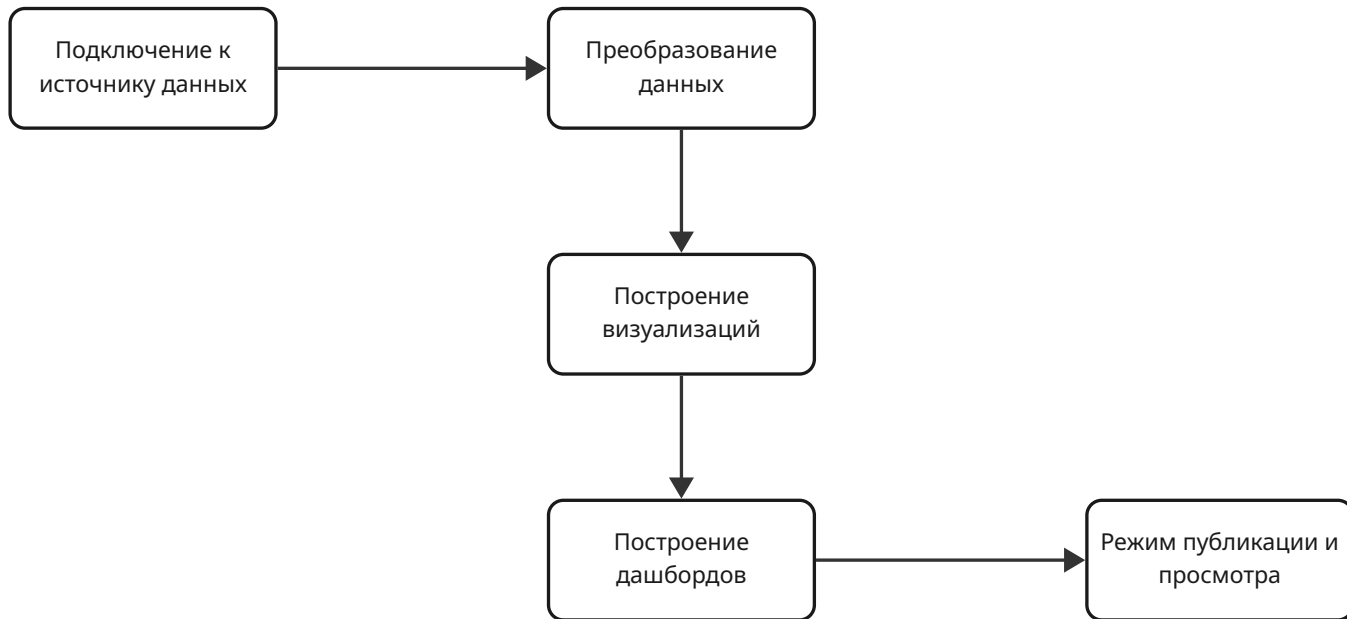 Подключение к
источнику данных
Преобразование
данных
Построение
визуализаций
Построение
дашбордов
Режим публикации и
просмотра